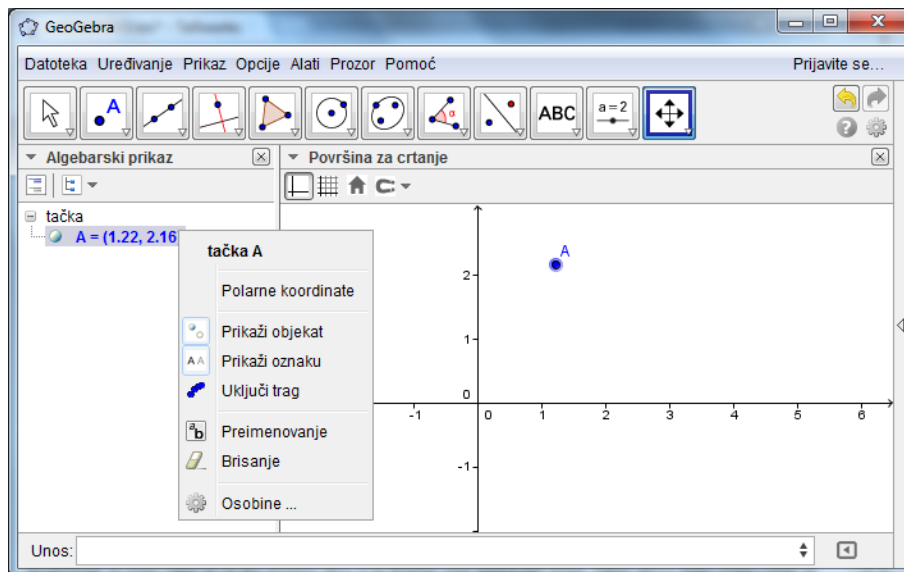 GeoGebra
Datoteka Uređivanje Prikaz Opcije Alati Prozor Pomoć Prijavite se...
A α ABC a=2
Algebarski prikaz
Površina za crtanje
tačka
A = (1.22, 2.16
tačka A
Polarne koordinate
Prikaži objekat
AA Prikaži oznaku
Uključi trag
ab Preimenovanje
Brisanje
Osobine ...
A
2
1
0
-1 0 1 2 3 4 5 6
-1
Unos: